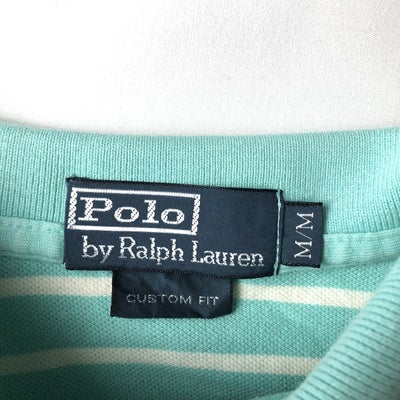 Polo
by Ralph Lauren
M/M
CUSTOM FIT